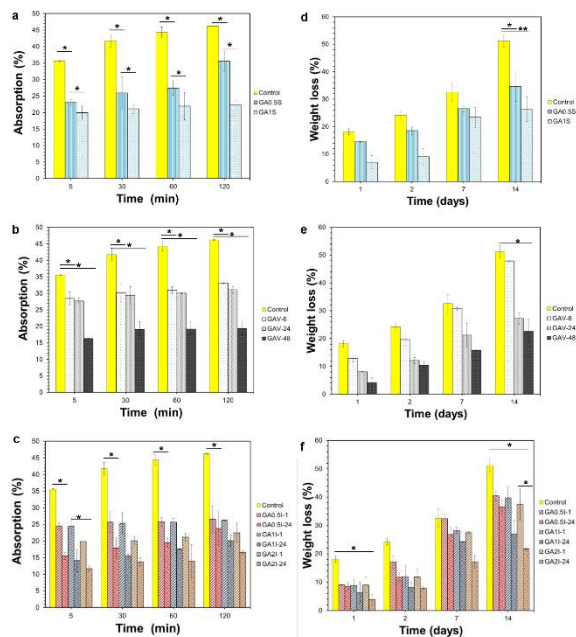 a
Absorption (%)
50
45
40
35
30
25
20
15
10
5
0
* * * * * * * *
Control
GA0.5S
GA1S
5 30 60 120
Time (min)
d
Weight loss (%)
60
50
40
30
20
10
0
* **
Control
GA0.5S
GA1S
1 2 7 14
Time (days)
b
Absorption (%)
50
45
40
35
30
25
20
15
10
5
0
* * * * * * * *
Control
GAV-6
GAV-24
GAV-48
5 30 60 120
Time (min)
e
Weight loss (%)
60
50
40
30
20
10
0
*
Control
GAV-6
GAV-24
GAV-48
1 2 7 14
Time (days)
c
Absorption (%)
50
45
40
35
30
25
20
15
10
5
0
* * * * *
Control
GA0.5I-1
GA0.5I-24
GA1I-1
GA1I-24
GA2I-1
GA2I-24
5 30 60 120
Time (min)
f
Weight loss (%)
60
50
40
30
20
10
0
* * *
Control
GA0.5I-1
GA0.5I-24
GA1I-1
GA1I-24
GA2I-1
GA2I-24
1 2 7 14
Time (days)